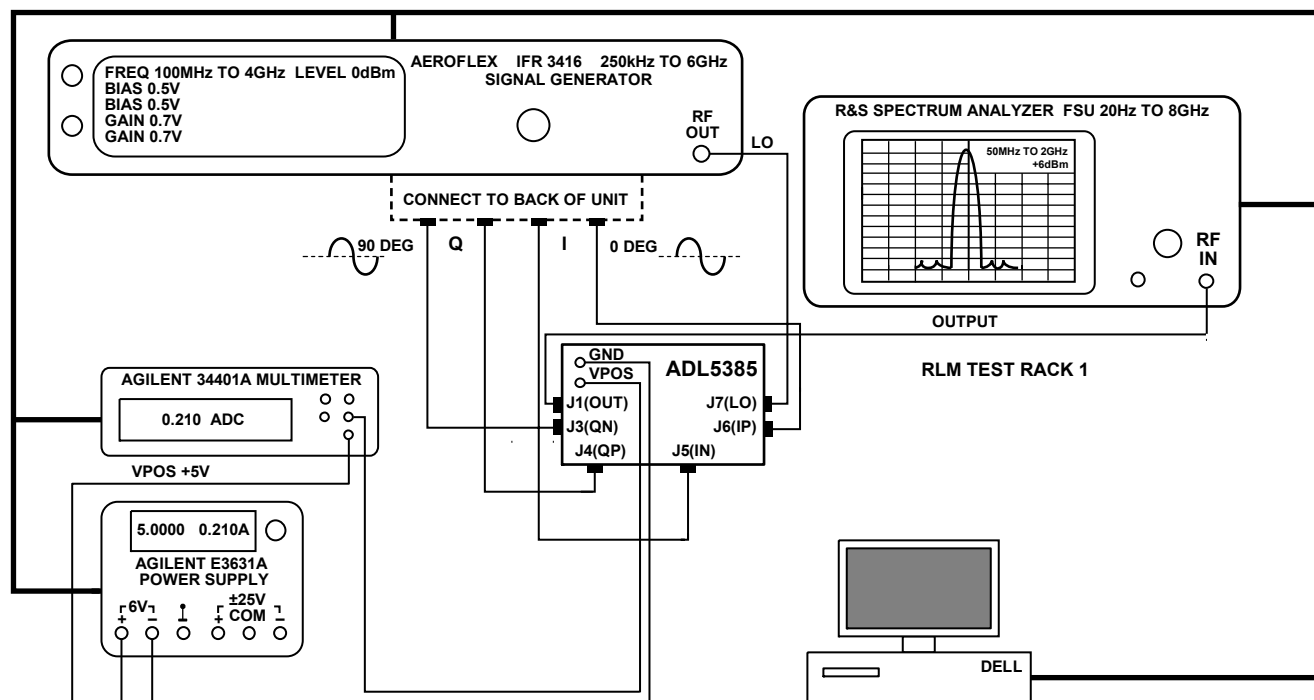 FREQ 100MHz TO 4GHz LEVEL 0dBm
BIAS 0.5V
BIAS 0.5V
GAIN 0.7V
GAIN 0.7V
AEROFLEX IFR 3416 250kHz TO 6GHz
SIGNAL GENERATOR
RF
OUT
LO
R&S SPECTRUM ANALYZER FSU 20Hz TO 8GHz
50MHz TO 2GHz
+6dBm
RF
IN
CONNECT TO BACK OF UNIT
90 DEG
Q
I
0 DEG
OUTPUT
RLM TEST RACK 1
GND
VPOS
ADL5385
J1(OUT)
J7(LO)
J3(QN)
J6(IP)
J4(QP)
J5(IN)
AGILENT 34401A MULTIMETER
0.210 ADC
VPOS +5V
5.0000 0.210A
AGILENT E3631A
POWER SUPPLY
6V
±25V
COM
+ − + −
DELL